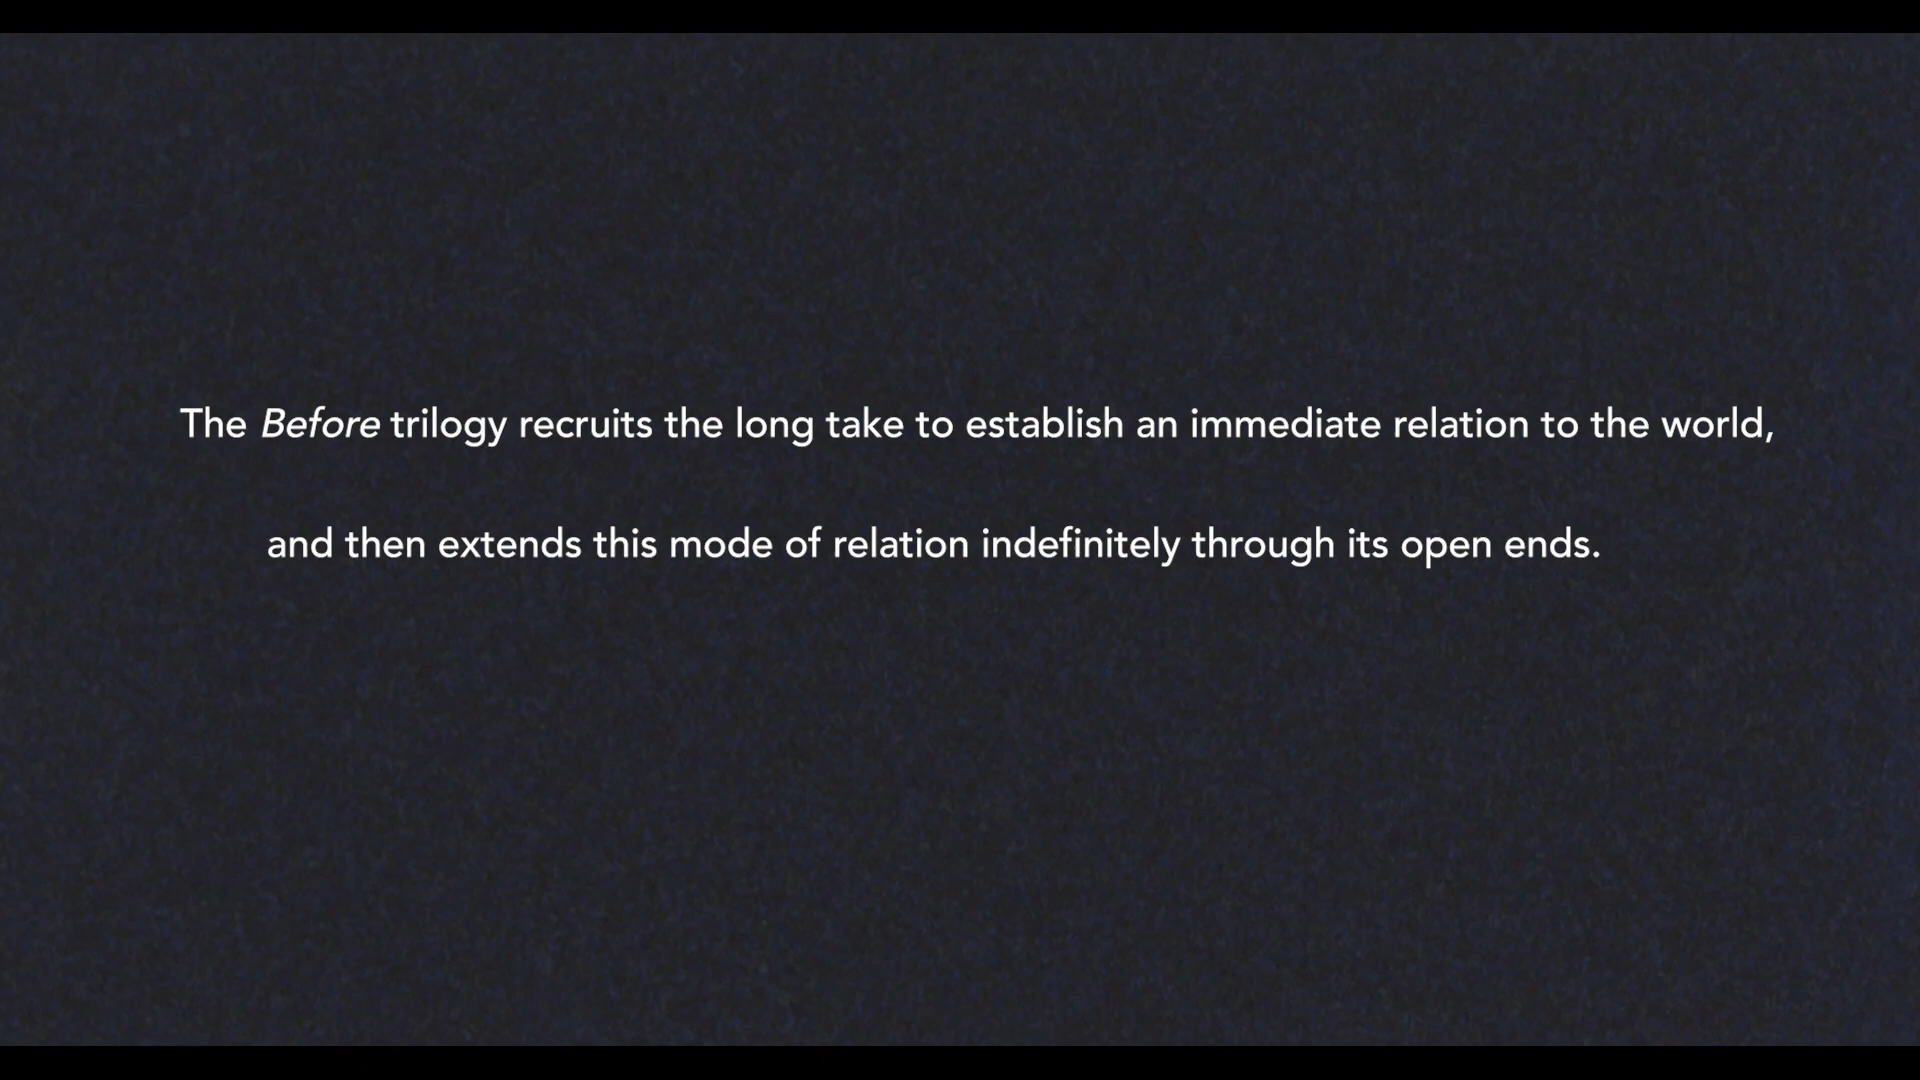 The Before trilogy recruits the long take to establish an immediate relation to the world,
and then extends this mode of relation indefinitely through its open ends.